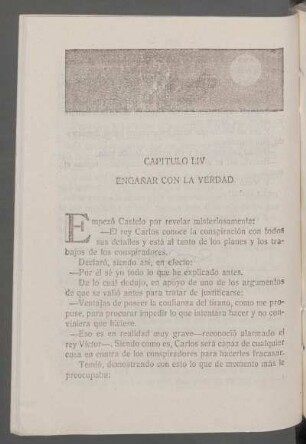 CAPITULO LIV
ENGAÑAR CON LA VERDAD
Empezó Castelo por revelar misteriosamente:
—El rey Carlos conoce la conspiración con todos
sus detalles y está al tanto de los planes y los tra-
bajos de los conspiradores.
Declaró, siendo así, en efecto:
—Por él sé yo todo lo que he explicado antes.
De lo cual dedujo, en apoyo de uno de los argumentos
de que se valió antes para tratar de justificarse:
—Ventajas de poseer la confianza del tirano, como me pro-
puse, para procurar impedir lo que intentara hacer y no con-
viniera que hiciese.
—Eso es en realidad muy grave—reconoció alarmado el
rey Víctor—. Siendo como es, Carlos será capaz de cualquier
cosa en contra de los conspiradores para hacerles fracasar.
Temió, demostrando con esto lo que de momento más le
preocupaba: